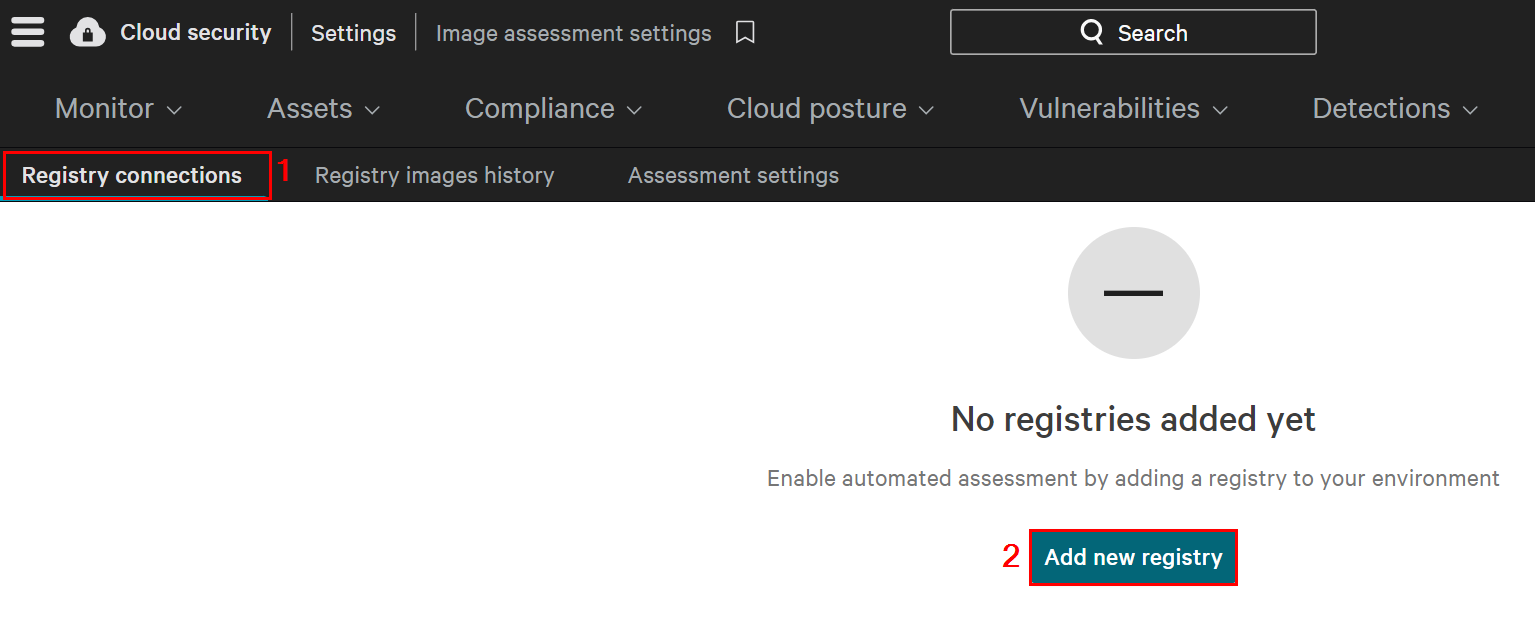 Cloud security Settings Image assessment settings Search
Monitor Assets Compliance Cloud posture Vulnerabilities Detections
Registry connections 1 Registry images history Assessment settings
No registries added yet
Enable automated assessment by adding a registry to your environment
2 Add new registry